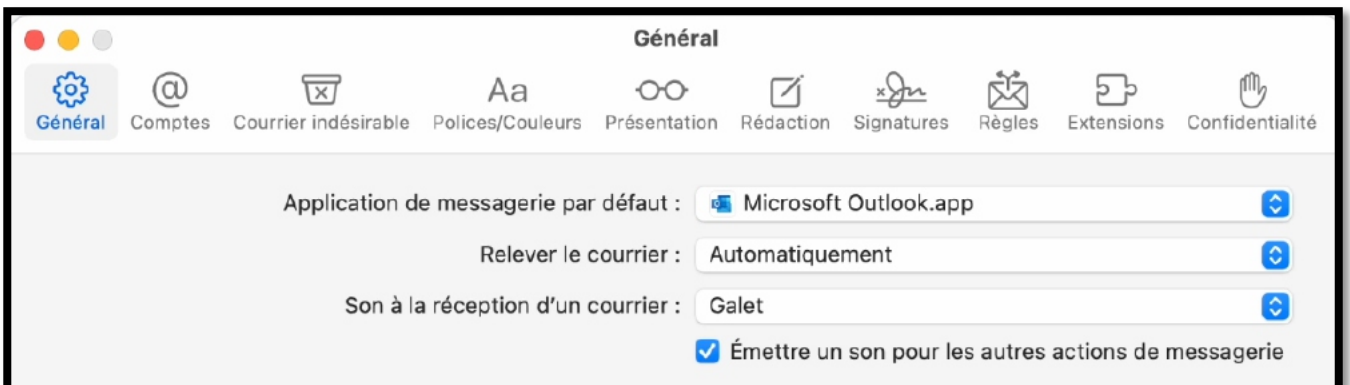 Général
Général Comptes Courrier indésirable Polices/Couleurs Présentation Rédaction Signatures Règles Extensions Confidentialité
Application de messagerie par défaut : Microsoft Outlook.app
Relever le courrier : Automatiquement
Son à la réception d'un courrier : Galet
Émettre un son pour les autres actions de messagerie